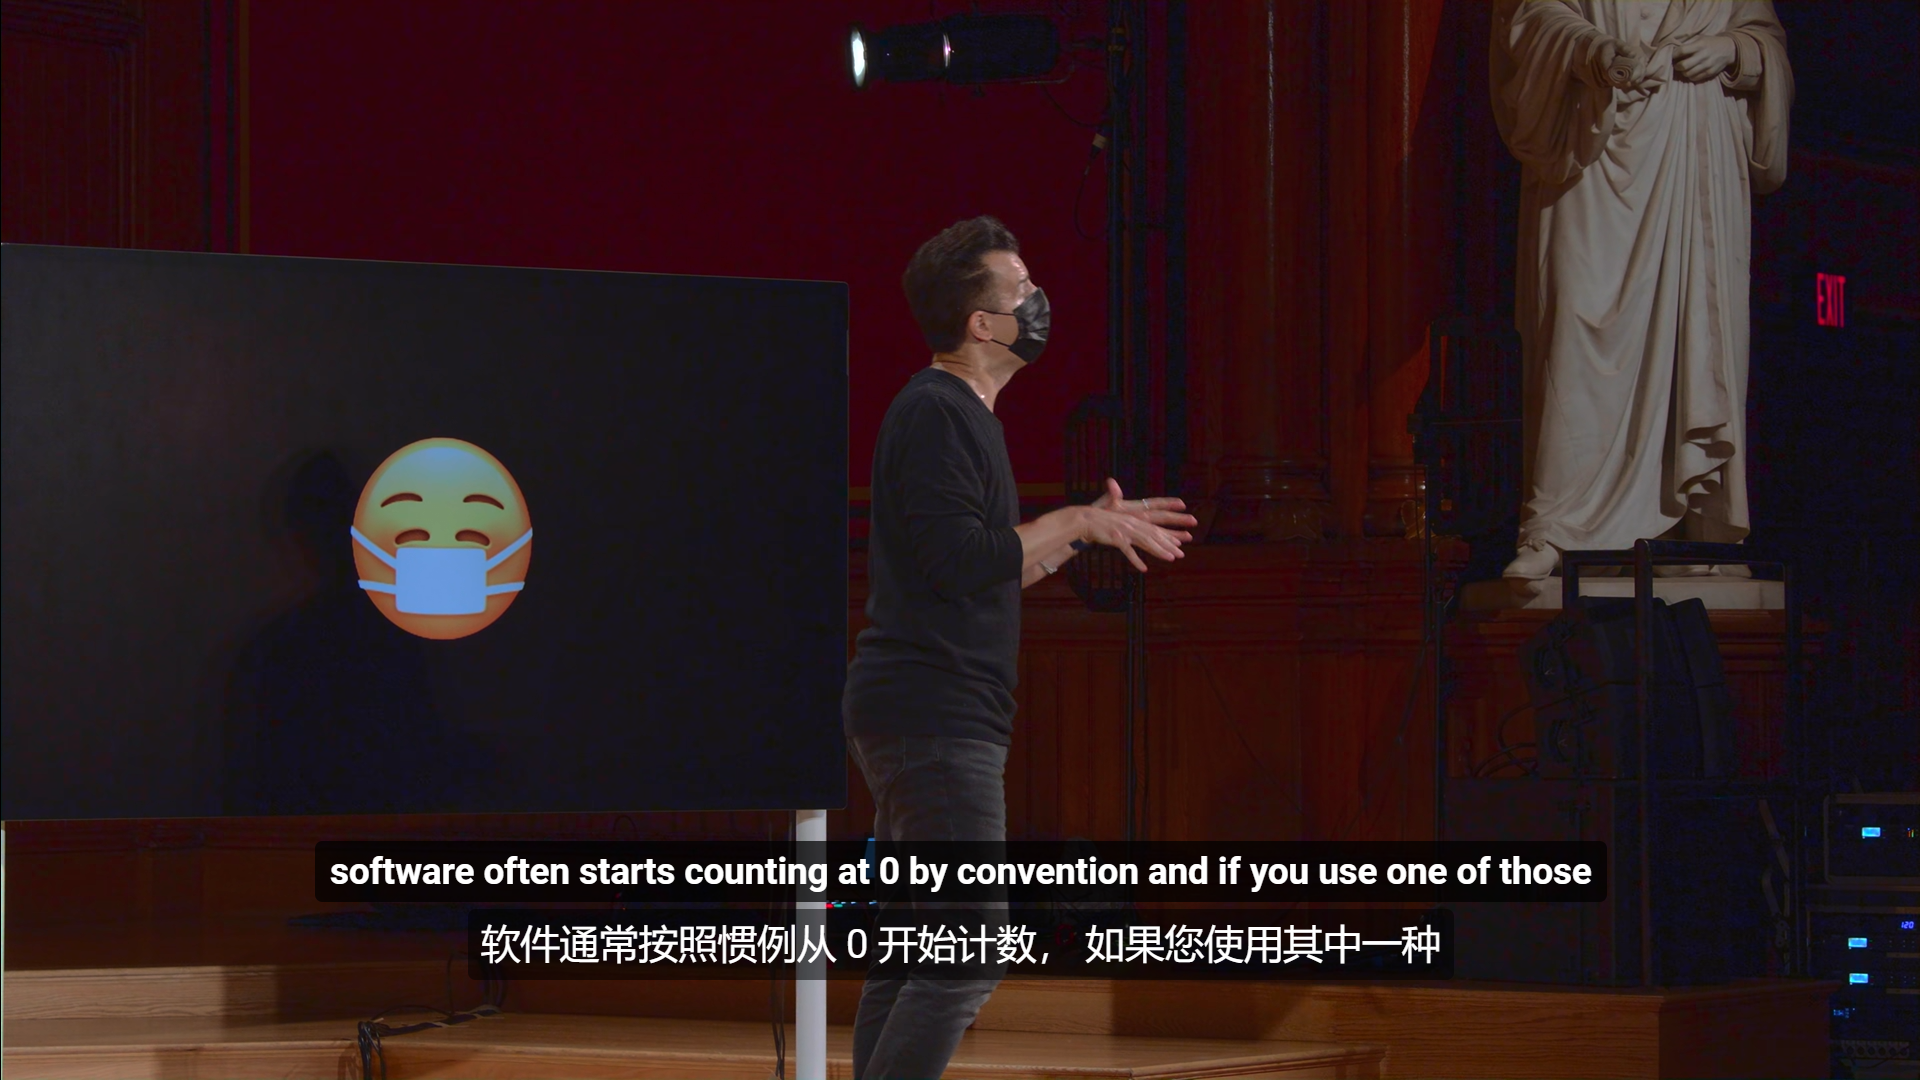 EXIT
120
software often starts counting at 0 by convention and if you use one of those
软件通常按照惯例从 0 开始计数， 如果您使用其中一种